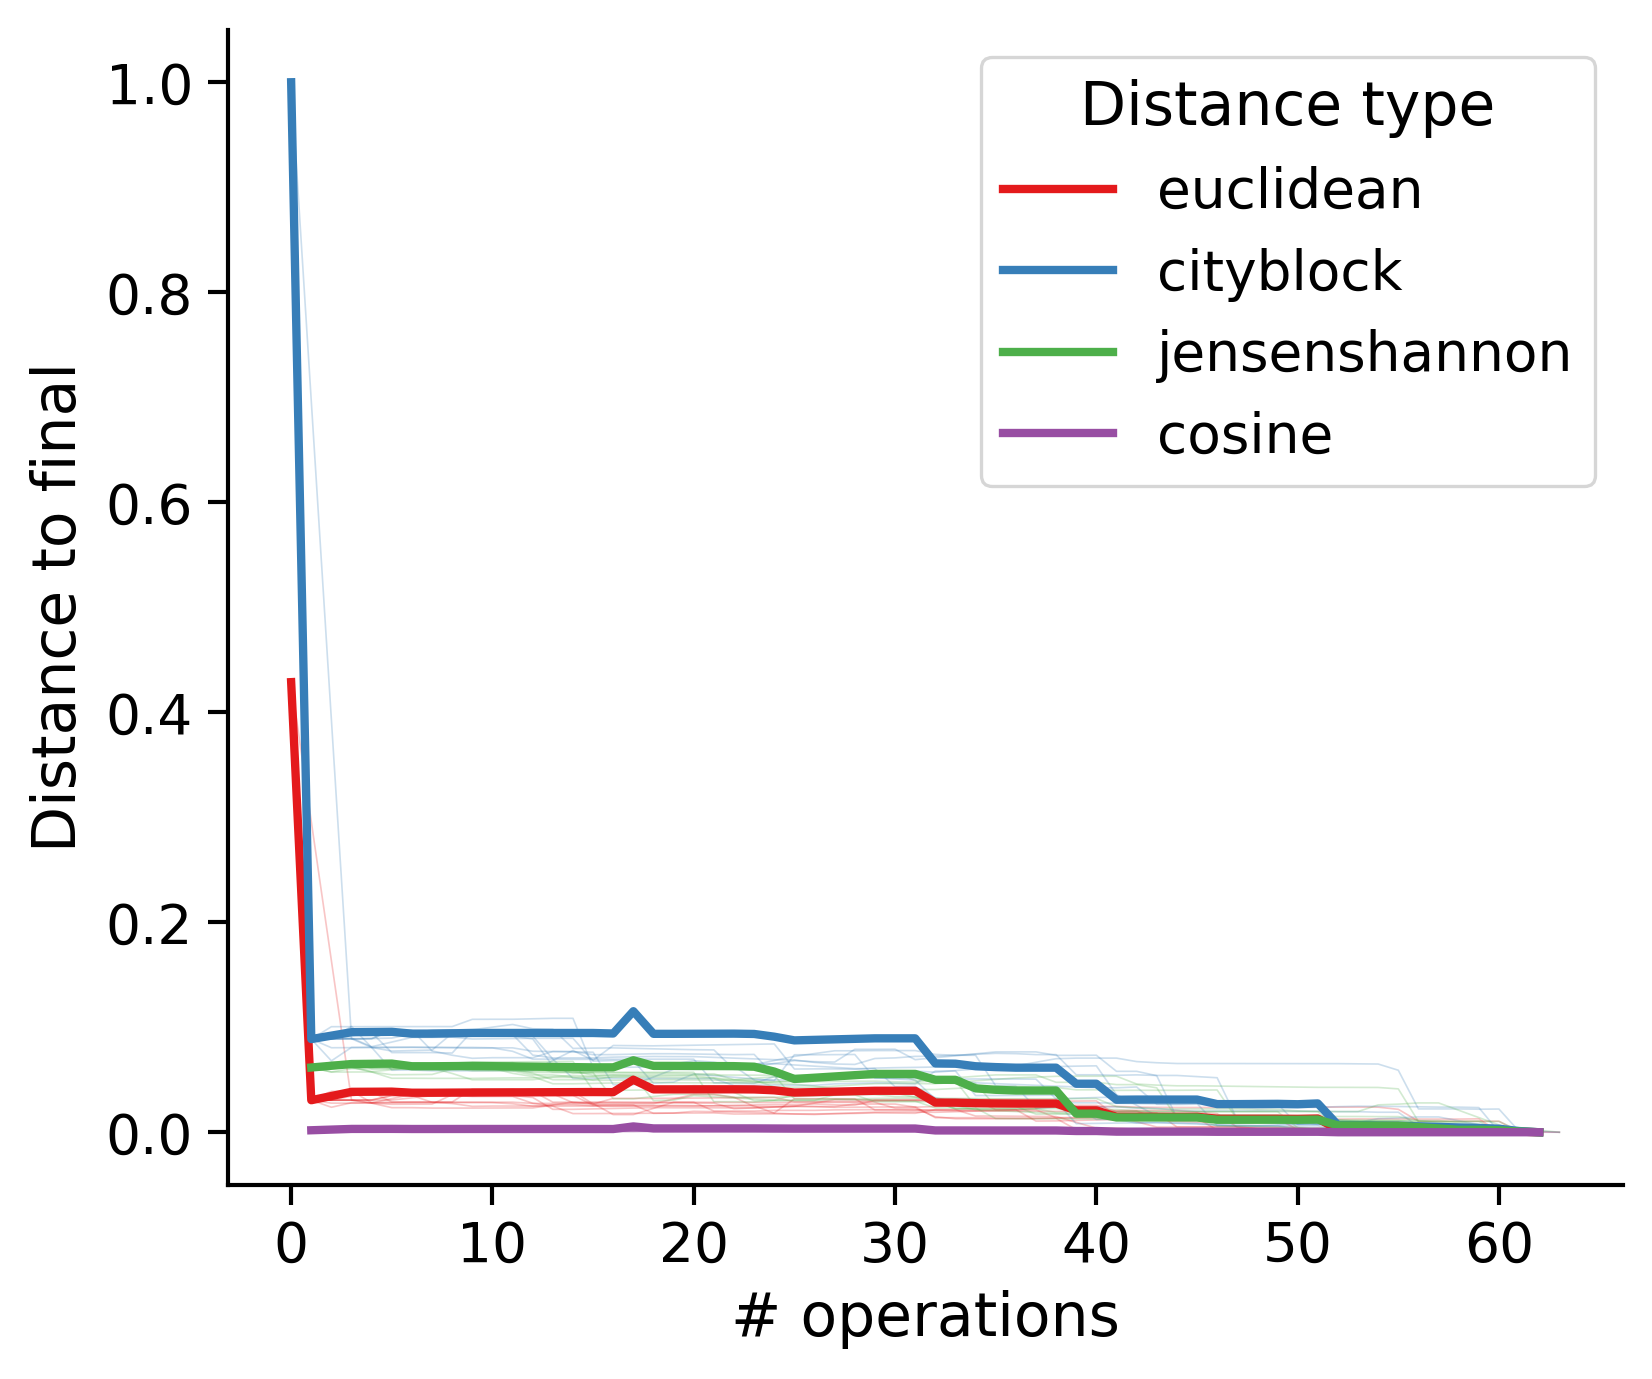 Distance type
euclidean
cityblock
jensenshannon
cosine
Distance to final
1.0
0.8
0.6
0.4
0.2
0.0
0 10 20 30 40 50 60
# operations